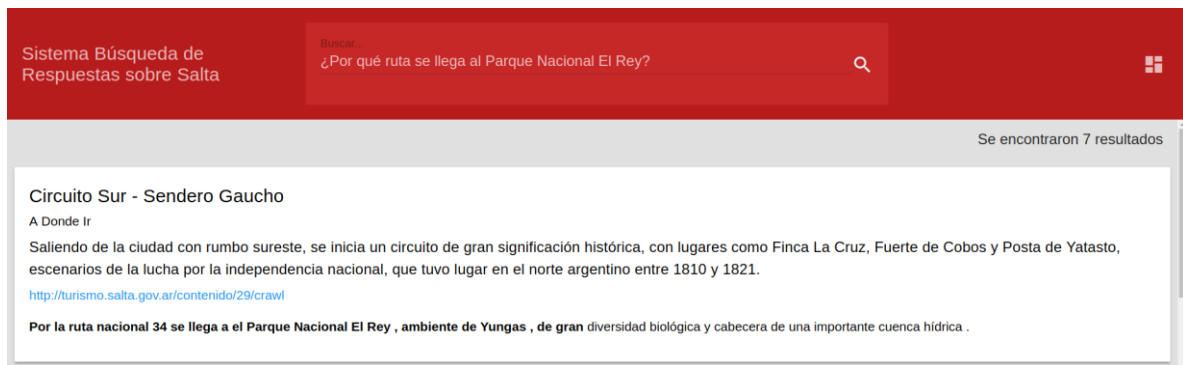 Sistema Búsqueda de
Respuestas sobre Salta
Buscar...
¿Por qué ruta se llega al Parque Nacional El Rey?
Se encontraron 7 resultados
Circuito Sur - Sendero Gaucho
A Donde Ir
Saliendo de la ciudad con rumbo sureste, se inicia un circuito de gran significación histórica, con lugares como Finca La Cruz, Fuerte de Cobos y Posta de Yatasto,
escenarios de la lucha por la independencia nacional, que tuvo lugar en el norte argentino entre 1810 y 1821.
http://turismo.salta.gov.ar/contenido/29/crawl
Por la ruta nacional 34 se llega a el Parque Nacional El Rey , ambiente de Yungas , de gran diversidad biológica y cabecera de una importante cuenca hídrica .